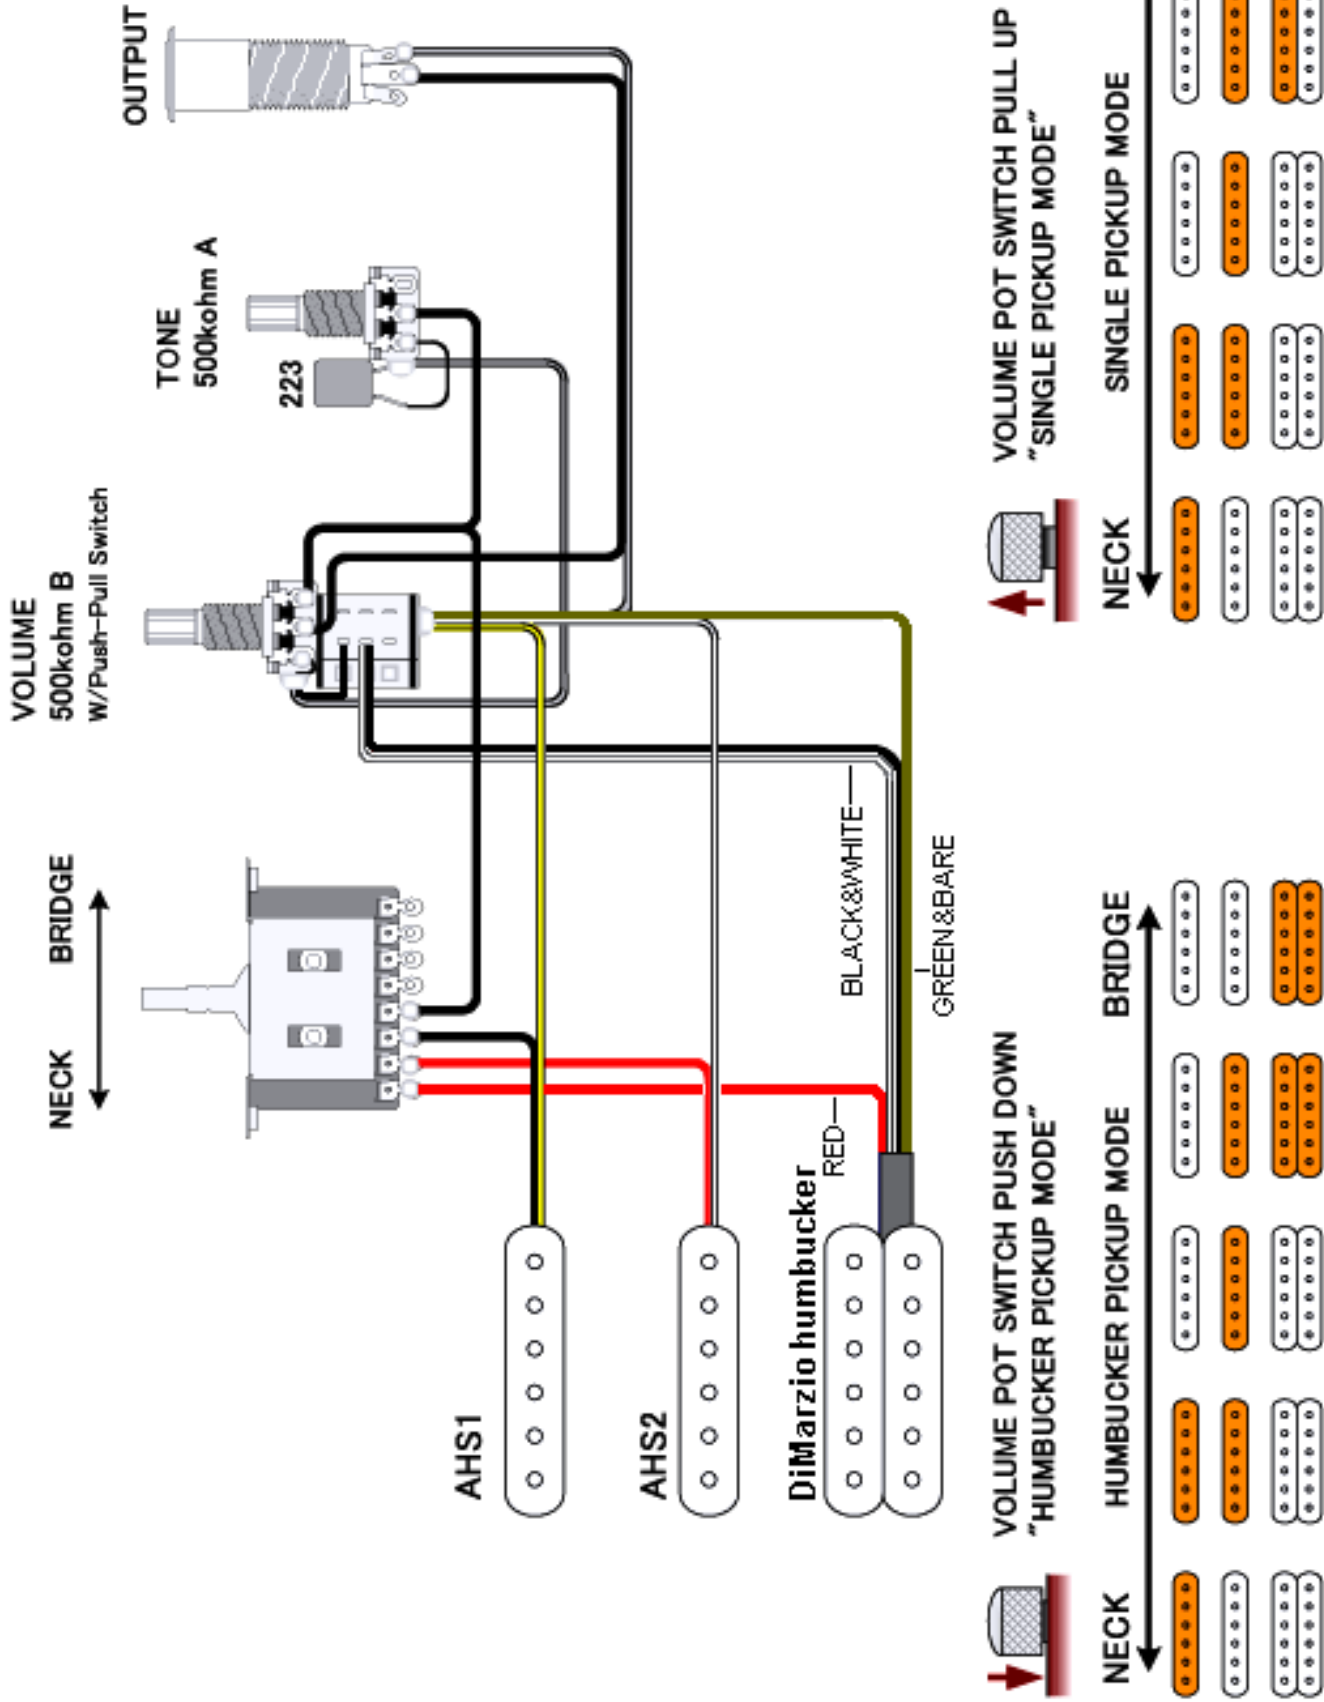 NECK
BRIDGE
VOLUME
500kohm B
W/Push-Pull Switch
TONE
500kohm A
223
OUTPUT
AHS1
AHS2
DiMarzio humbucker
RED
BLACK&WHITE
GREEN&BARE
VOLUME POT SWITCH PUSH DOWN
"HUMBUCKER PICKUP MODE"
NECK
HUMBUCKER PICKUP MODE
BRIDGE
VOLUME POT SWITCH PULL UP
"SINGLE PICKUP MODE"
NECK
SINGLE PICKUP MODE